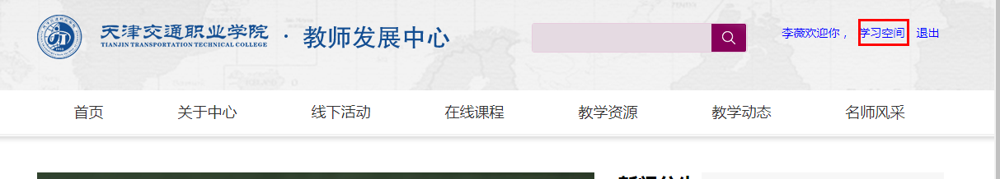 天津交通职业学院 · 教师发展中心
TIANJIN TRANSPORTATION TECHNICAL COLLEGE
李薇欢迎你， 学习空间 退出
首页 关于中心 线下活动 在线课程 教学资源 教学动态 名师风采